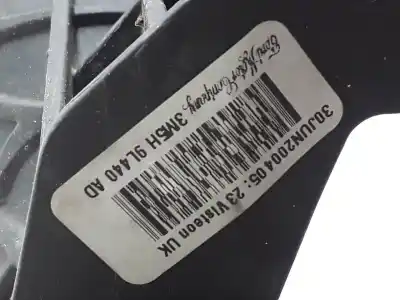 Ford Motor Company.
3M5H 9L440 AD
30JUN2004 05: 23 Visteon UK